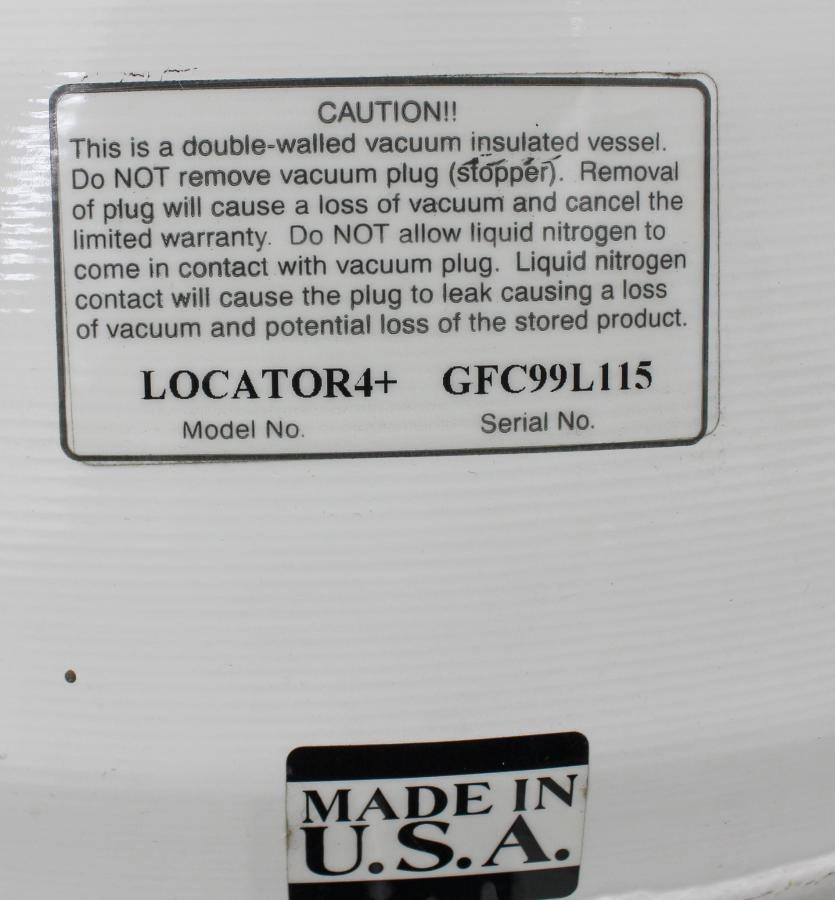 CAUTION!!
This is a double-walled vacuum insulated vessel.
Do NOT remove vacuum plug (stopper). Removal
of plug will cause a loss of vacuum and cancel the
limited warranty. Do NOT allow liquid nitrogen to
come in contact with vacuum plug. Liquid nitrogen
contact will cause the plug to leak causing a loss
of vacuum and potential loss of the stored product.
LOCATOR4+ GFC99L115
Model No. Serial No.
MADE IN
U.S.A.